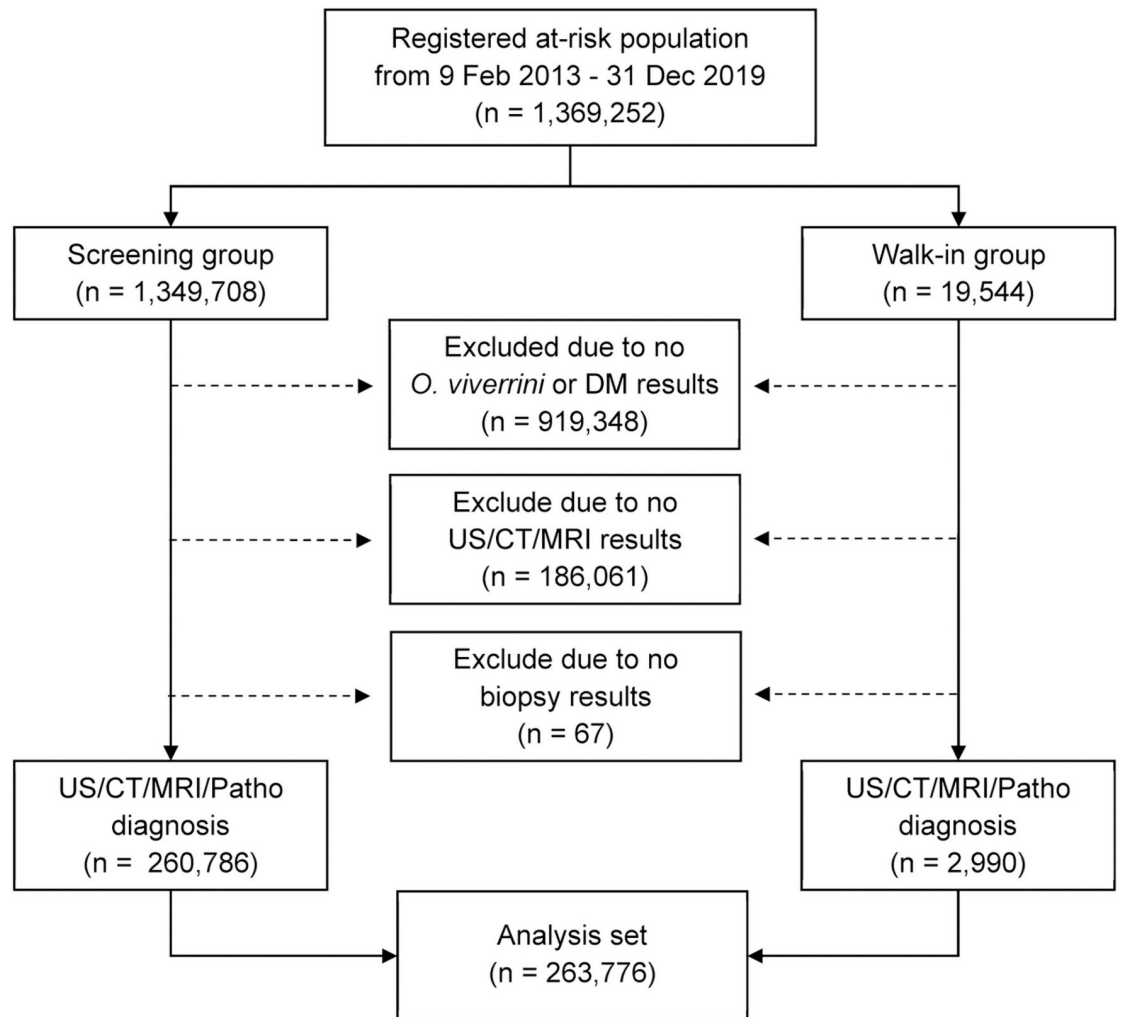 Registered at-risk population
from 9 Feb 2013 - 31 Dec 2019
(n = 1,369,252)
Screening group
(n = 1,349,708)
Walk-in group
(n = 19,544)
Excluded due to no
O. viverrini or DM results
(n = 919,348)
Exclude due to no
US/CT/MRI results
(n = 186,061)
Exclude due to no
biopsy results
(n = 67)
US/CT/MRI/Patho
diagnosis
(n =  260,786)
US/CT/MRI/Patho
diagnosis
(n = 2,990)
Analysis set
(n = 263,776)